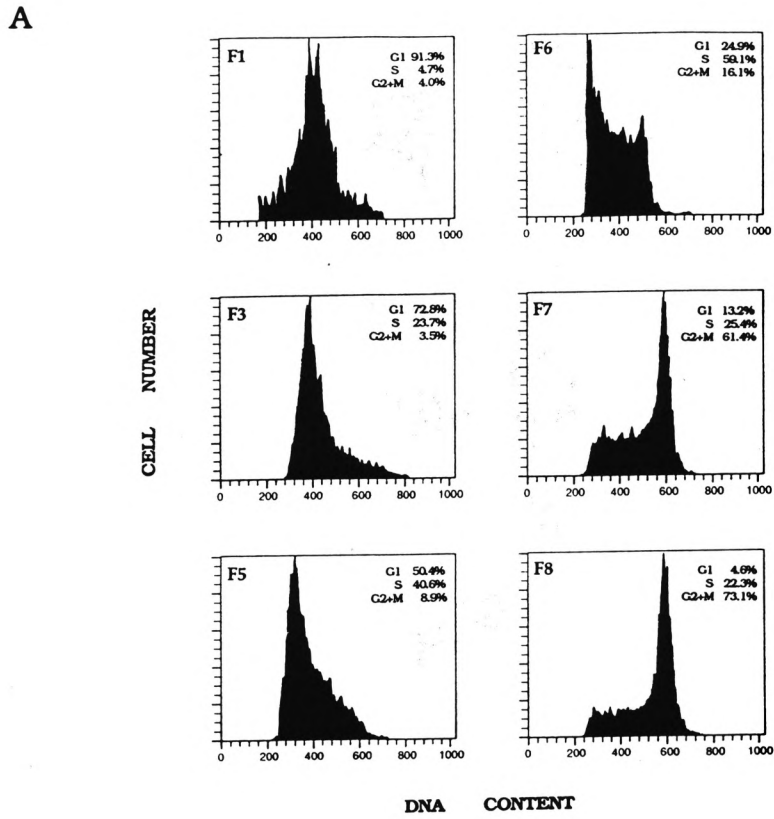 A
F1
G1 91.3%
S 4.7%
G2+M 4.0%
0 200 400 600 800 1000
F6
G1 24.9%
S 59.1%
G2+M 16.1%
0 200 400 600 800 1000
F3
G1 72.8%
S 23.7%
G2+M 3.5%
0 200 400 600 800 1000
F7
G1 13.2%
S 25.4%
G2+M 61.4%
0 200 400 600 800 1000
F5
G1 50.4%
S 40.6%
G2+M 8.9%
0 200 400 600 800 1000
F8
G1 4.6%
S 22.3%
G2+M 73.1%
0 200 400 600 800 1000
CELL NUMBER
DNA CONTENT